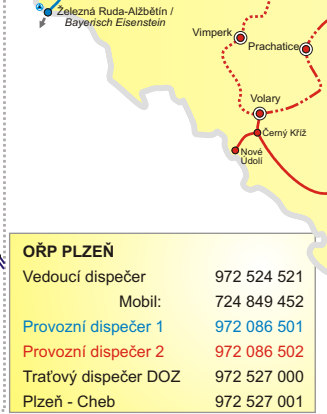 Železná Ruda-Alžbětín /
Bayerisch Eisenstein
Vimperk
Prachatice
Volary
Černý Kříž
Nové
Údolí
OŘP PLZEŇ
Vedoucí dispečer 972 524 521
Mobil: 724 849 452
Provozní dispečer 1 972 086 501
Provozní dispečer 2 972 086 502
Traťový dispečer DOZ 972 527 000
Plzeň - Cheb 972 527 001